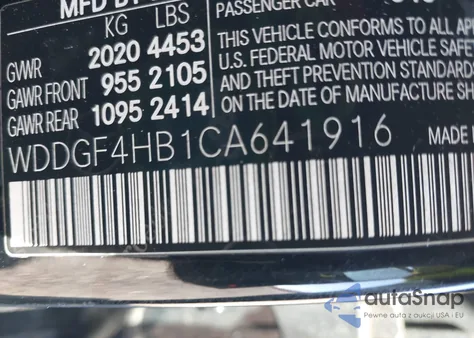 MFD BY
PASSENGER CAR
KG LBS
GVWR 2020 4453
GAWR FRONT 955 2105
GAWR REAR 1095 2414
THIS VEHICLE CONFORMS TO ALL AP
U.S. FEDERAL MOTOR VEHICLE SAFE
AND THEFT PREVENTION STANDARDS
THE DATE OF MANUFACTURE SH
WDDGF4HB1CA641916
MADE
autoSnap
Pewne auta z aukcji USA i EU